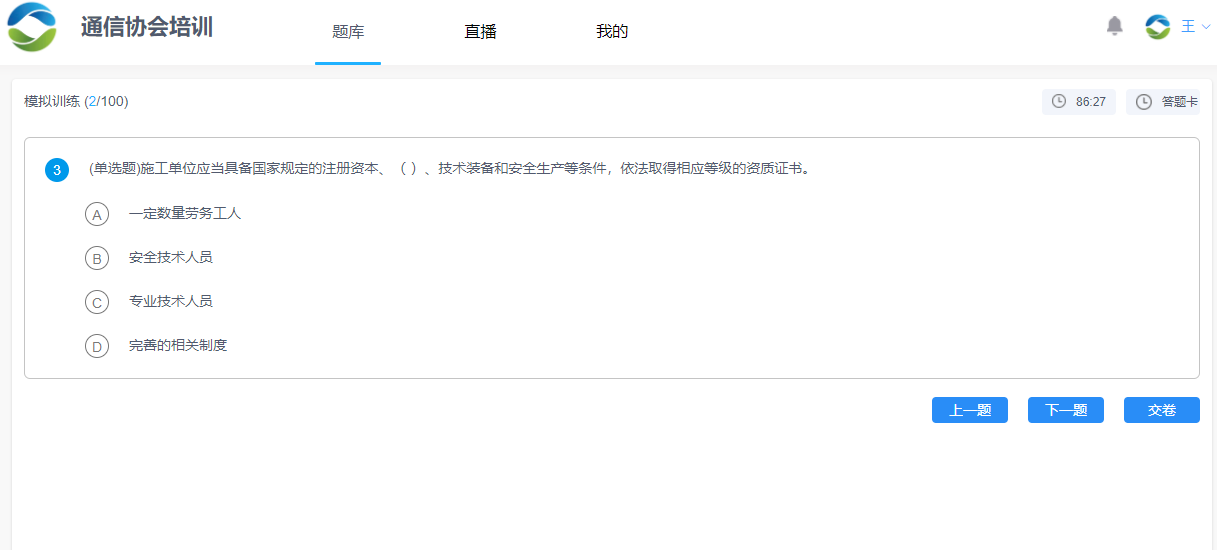 通信协会培训
题库
直播
我的
王
模拟训练 (2/100)
86:27
答题卡
3 (单选题)施工单位应当具备国家规定的注册资本、（ ）、技术装备和安全生产等条件，依法取得相应等级的资质证书。
A 一定数量劳务工人
B 安全技术人员
C 专业技术人员
D 完善的相关制度
上一题
下一题
交卷